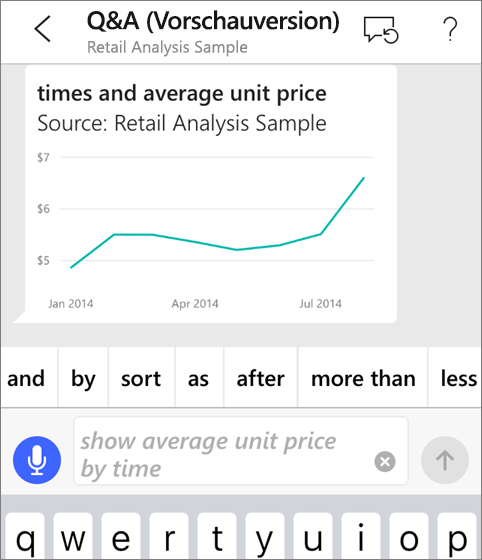 Q&A (Vorschauversion)
Retail Analysis Sample
?
times and average unit price
Source: Retail Analysis Sample
$7
$6
$5
Jan 2014 Apr 2014 Jul 2014
and by sort as after more than less
show average unit price
by time
q w e r t y u i o p